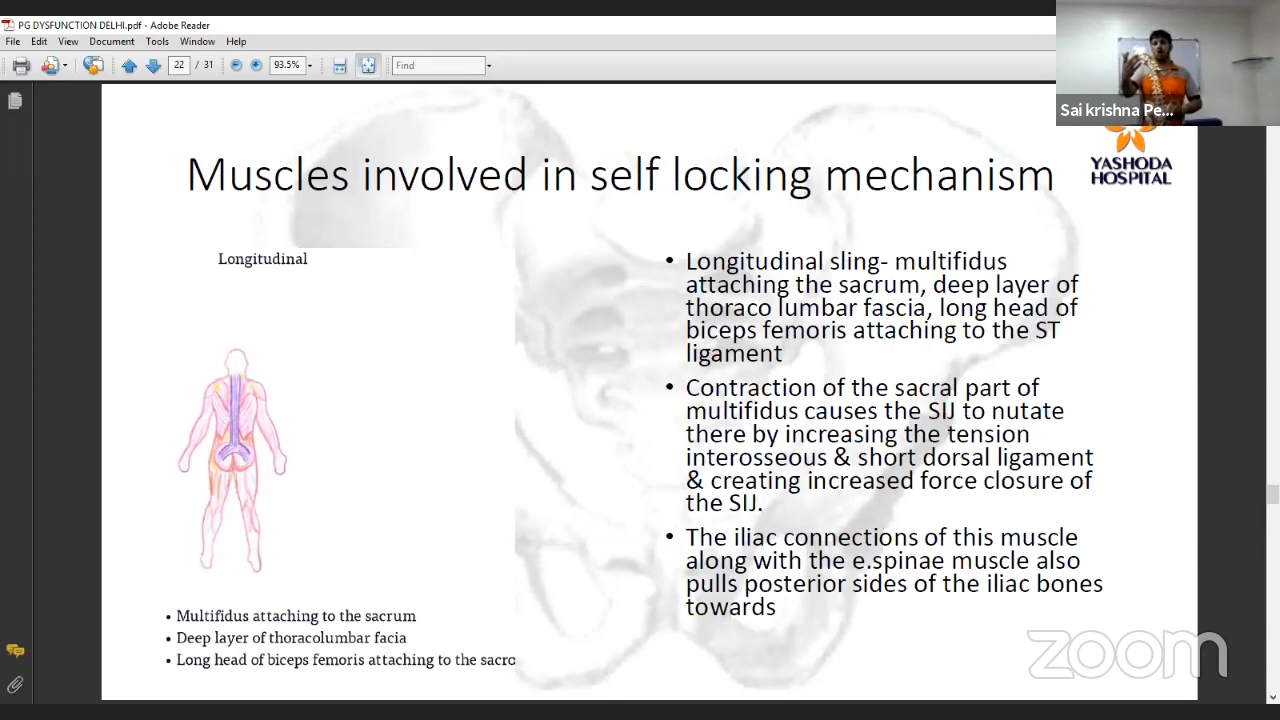 PG DYSFUNCTION DELHI.pdf - Adobe Reader
File Edit View Document Tools Window Help
22 / 31 93.5% Find
Sai krishna Pe...
YASHODA
HOSPITAL
Muscles involved in self locking mechanism
Longitudinal
• Multifidus attaching to the sacrum
• Deep layer of thoracolumbar facia
• Long head of biceps femoris attaching to the sacro
• Longitudinal sling- multifidus
attaching the sacrum, deep layer of
thoraco lumbar fascia, long head of
biceps femoris attaching to the ST
ligament
• Contraction of the sacral part of
multifidus causes the SIJ to nutate
there by increasing the tension
interosseous & short dorsal ligament
& creating increased force closure of
the SIJ.
• The iliac connections of this muscle
along with the e.spinae muscle also
pulls posterior sides of the iliac bones
towards
zoom